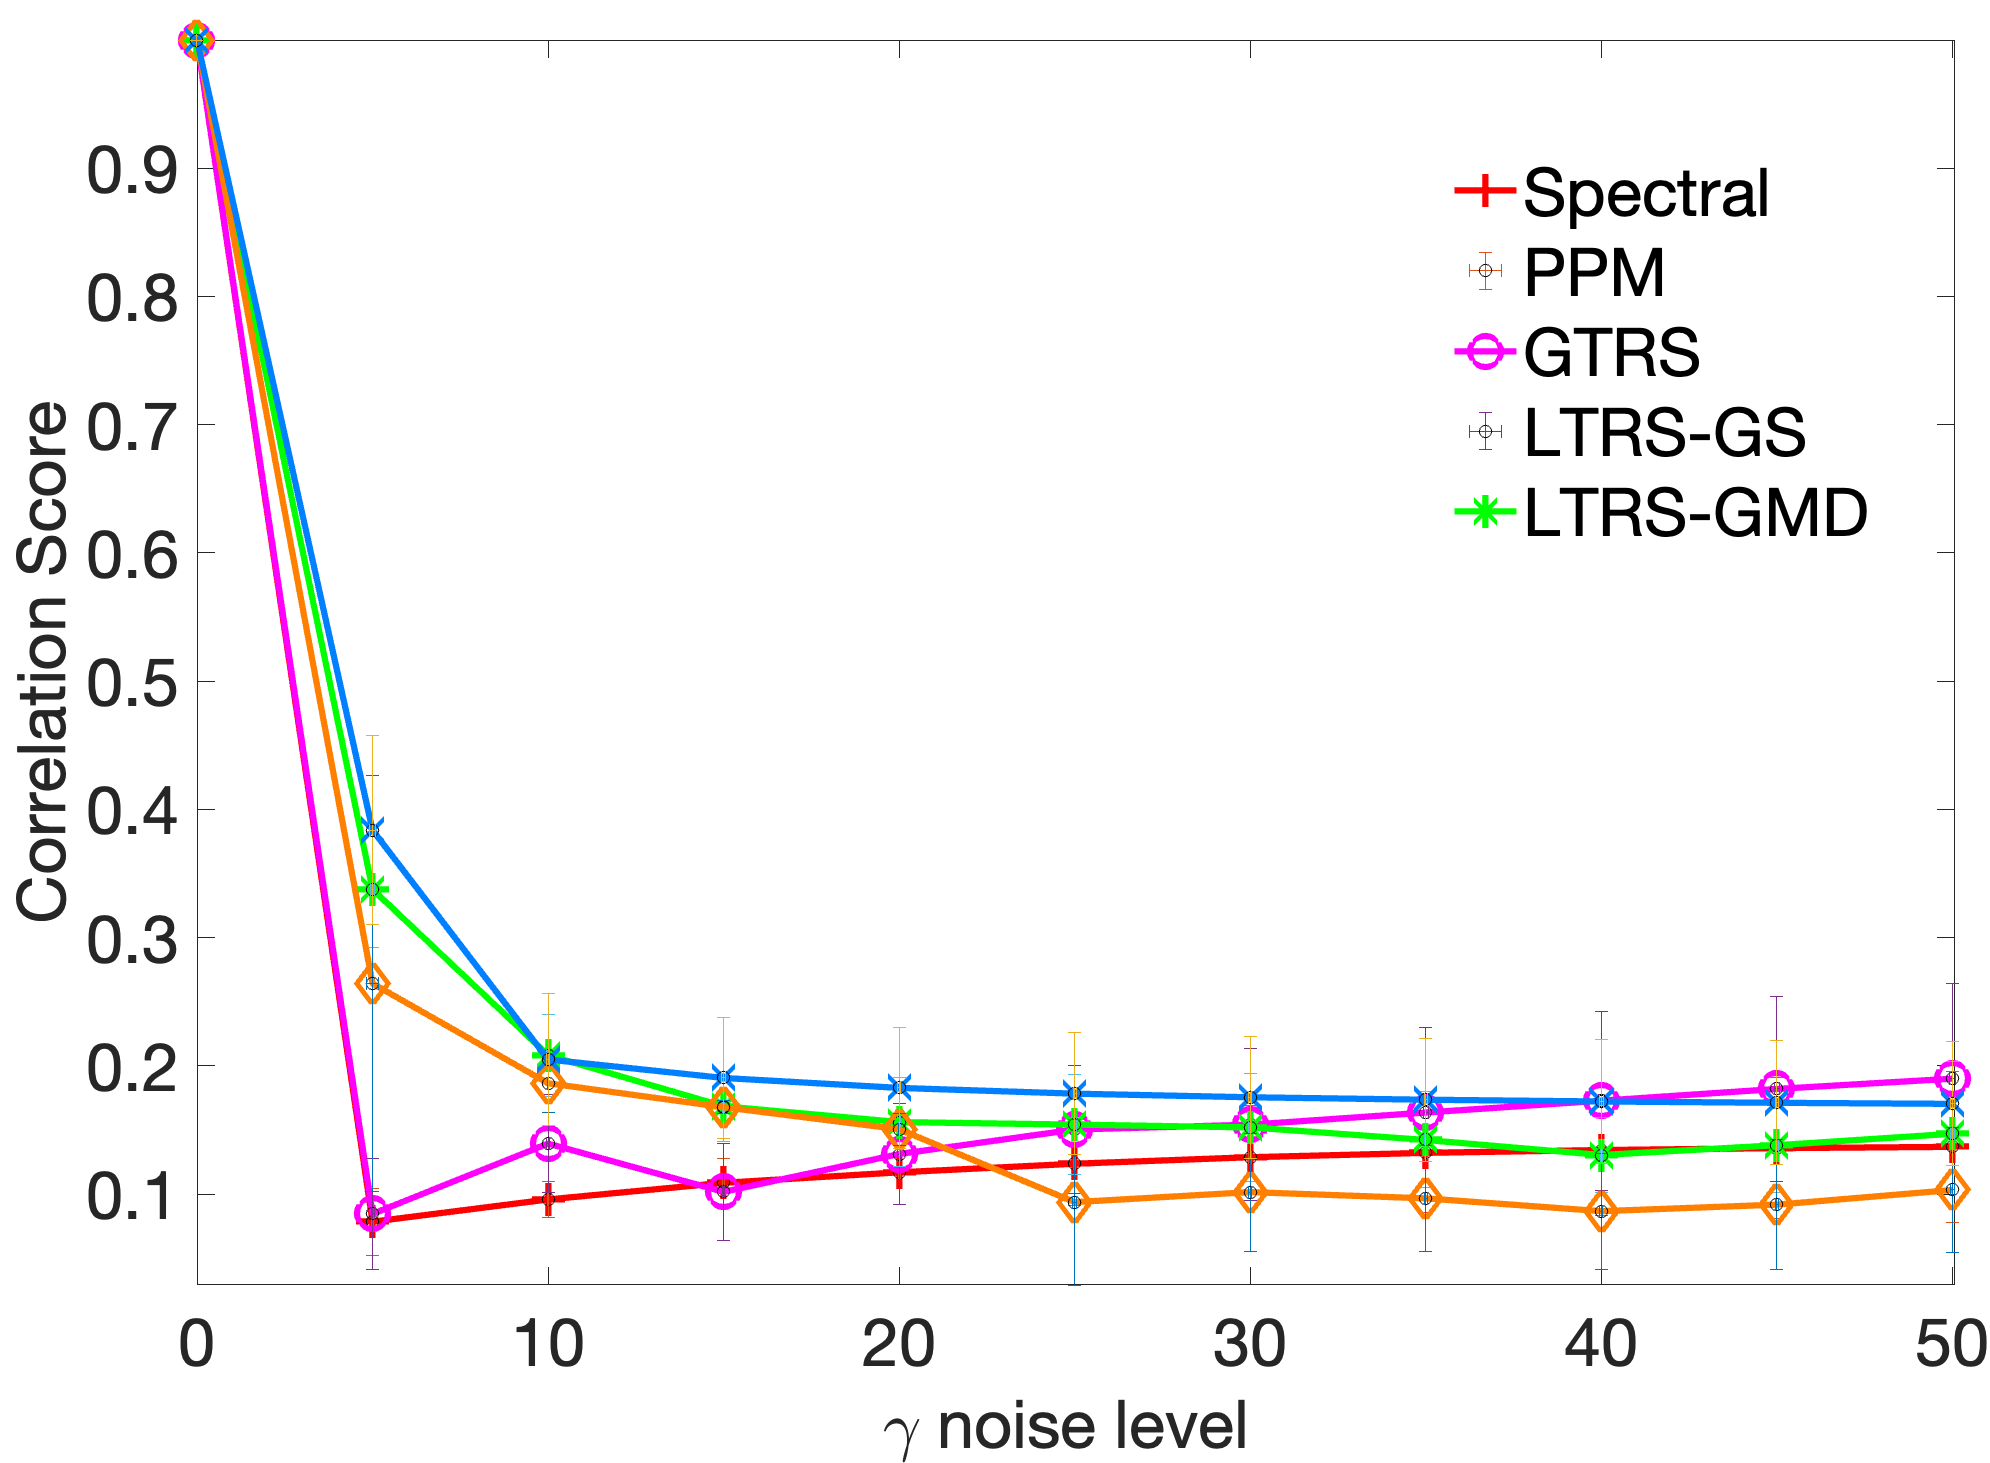 0.9
0.8
0.7
0.6
0.5
0.4
0.3
0.2
0.1
Correlation Score
Spectral
PPM
GTRS
LTRS-GS
LTRS-GMD
0 10 20 30 40 50
γ noise level